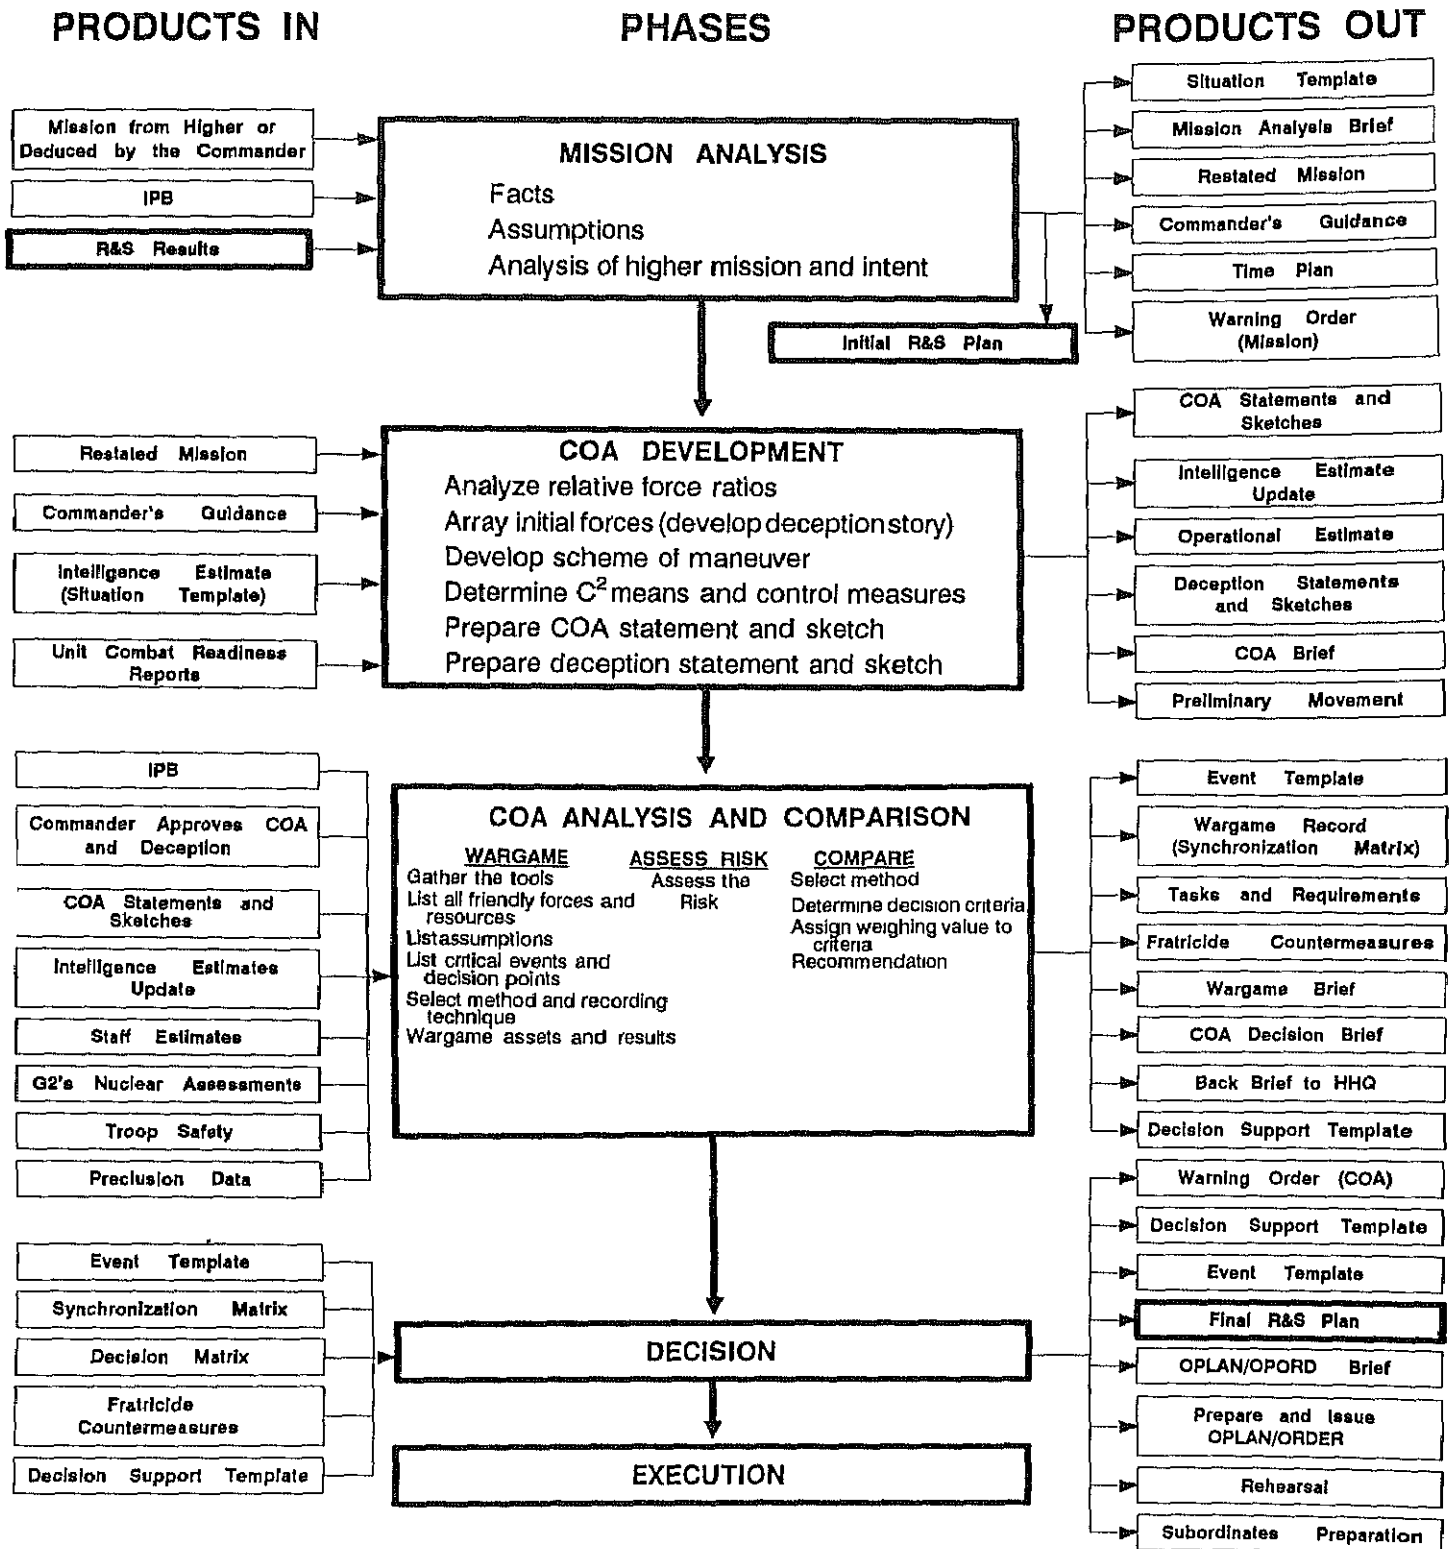 PRODUCTS IN
PHASES
PRODUCTS OUT
Mission from Higher or
Deduced by the Commander
IPB
R&S Results
MISSION ANALYSIS
Facts
Assumptions
Analysis of higher mission and intent
Initial R&S Plan
Situation Template
Mission Analysis Brief
Restated Mission
Commander's Guidance
Time Plan
Warning Order
(Mission)
Restated Mission
Commander's Guidance
Intelligence Estimate
(Situation Template)
Unit Combat Readiness
Reports
COA DEVELOPMENT
Analyze relative force ratios
Array initial forces (develop deception story)
Develop scheme of maneuver
Determine C² means and control measures
Prepare COA statement and sketch
Prepare deception statement and sketch
COA Statements and
Sketches
Intelligence Estimate
Update
Operational Estimate
Deception Statements
and Sketches
COA Brief
Preliminary Movement
IPB
Commander Approves COA
and Deception
COA Statements and
Sketches
Intelligence Estimates
Update
Staff Estimates
G2's Nuclear Assessments
Troop Safety
Preclusion Data
COA ANALYSIS AND COMPARISON
WARGAME
Gather the tools
List all friendly forces and
resources
List assumptions
List critical events and
decision points
Select method and recording
technique
Wargame assets and results
ASSESS RISK
Assess the
Risk
COMPARE
Select method
Determine decision criteria
Assign weighing value to
criteria
Recommendation
Event Template
Wargame Record
(Synchronization Matrix)
Tasks and Requirements
Fratricide Countermeasures
Wargame Brief
COA Decision Brief
Back Brief to HHQ
Decision Support Template
Event Template
Synchronization Matrix
Decision Matrix
Fratricide
Countermeasures
Decision Support Template
DECISION
EXECUTION
Warning Order (COA)
Decision Support Template
Event Template
Final R&S Plan
OPLAN/OPORD Brief
Prepare and Issue
OPLAN/ORDER
Rehearsal
Subordinates Preparation